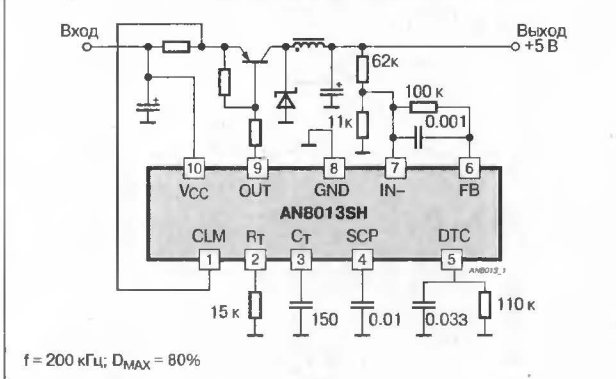 Вход
Выход
+5 В
62к
100 к
0.001
11к
10
9
8
7
6
VCC
OUT
GND
IN–
FB
AN8013SH
CLM
RT
CT
SCP
DTC
1
2
3
4
5
AN8013_1
15 к
150
0.01
0.033
110 к
f = 200 кГц; DMAX = 80%